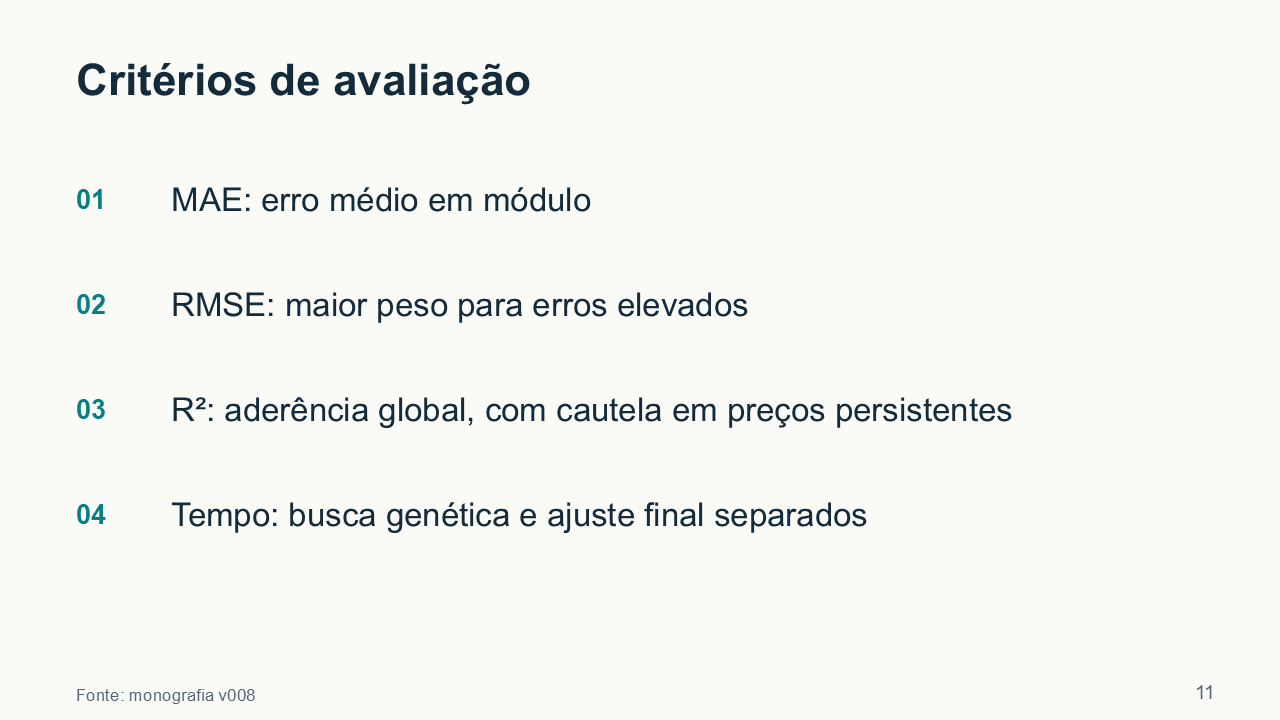 Critérios de avaliação
01 MAE: erro médio em módulo
02 RMSE: maior peso para erros elevados
03 R²: aderência global, com cautela em preços persistentes
04 Tempo: busca genética e ajuste final separados
Fonte: monografia v008
11